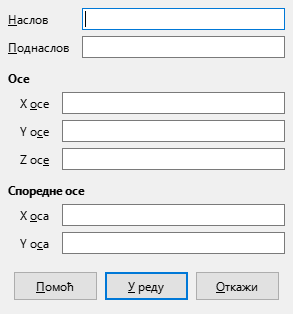 Наслов
Поднаслов
Осе
X осе
Y осе
Z осе
Споредне осе
X оса
Y оса
Помоћ У реду Откажи